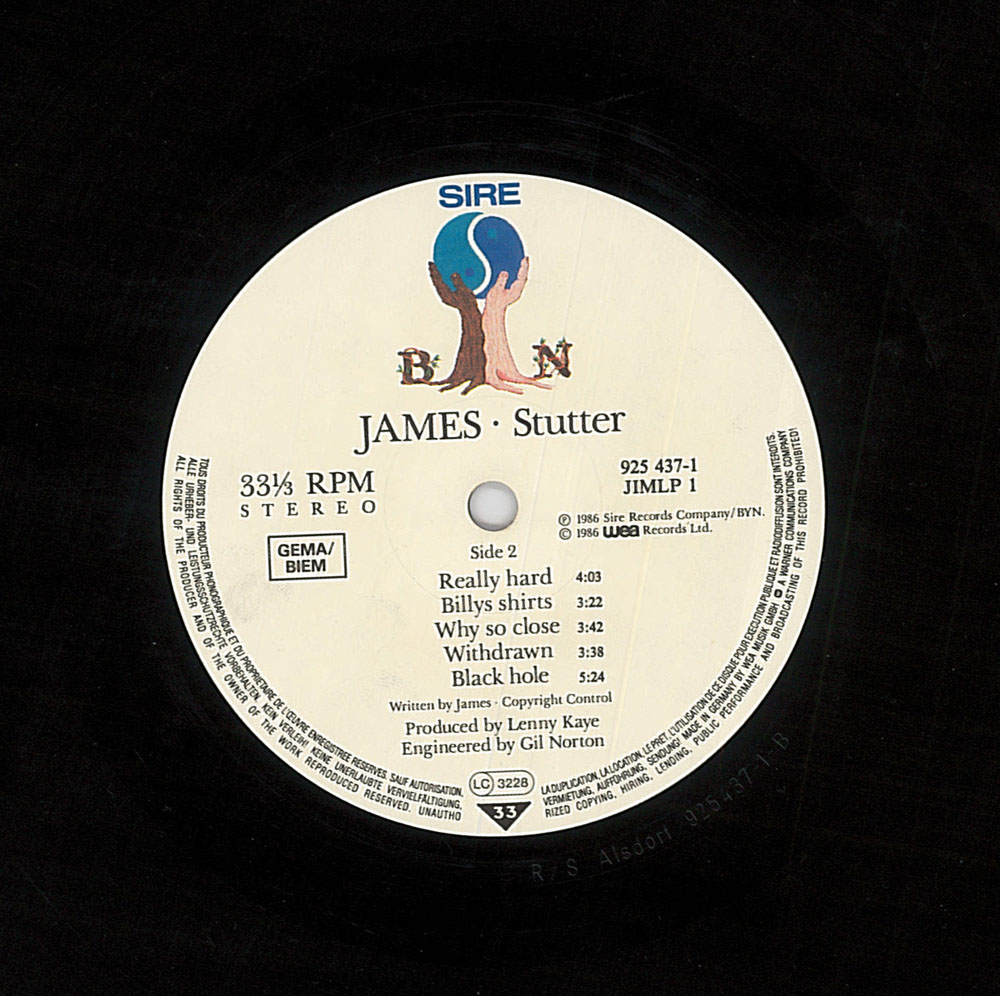 SIRE
B N
JAMES · Stutter
33⅓ RPM
STEREO
925 437-1
JIMLP 1
GEMA/
BIEM
℗ 1986 Sire Records Company/BYN.
© 1986 wea Records Ltd.
Side 2
Really hard 4:03
Billys shirts 3:22
Why so close 3:42
Withdrawn 3:38
Black hole 5:24
Written by James · Copyright Control
Produced by Lenny Kaye
Engineered by Gil Norton
LC 3228
33
TOUS DROITS DU PRODUCTEUR PHONOGRAPHIQUE ET DU PROPRIETAIRE DE L'ŒUVRE ENREGISTREE RESERVES. SAUF AUTORISATION, LA DUPLICATION, LA LOCATION, LE PRET, L'UTILISATION DE CE DISQUE POUR EXECUTION PUBLIQUE ET RADIODIFFUSION SONT INTERDITS.
ALLE URHEBER- UND LEISTUNGSSCHUTZRECHTE VORBEHALTEN. KEIN VERLEIH! KEINE UNERLAUBTE VERVIELFÄLTIGUNG, VERMIETUNG, AUFFÜHRUNG, SENDUNG! MADE IN GERMANY BY WEA MUSIK GMBH A WARNER COMMUNICATIONS COMPANY
ALL RIGHTS OF THE PRODUCER AND OF THE OWNER OF THE WORK REPRODUCED RESERVED. UNAUTHORIZED COPYING, HIRING, LENDING, PUBLIC PERFORMANCE AND BROADCASTING OF THIS RECORD PROHIBITED!
R/S Alsdorf 925437-1-B